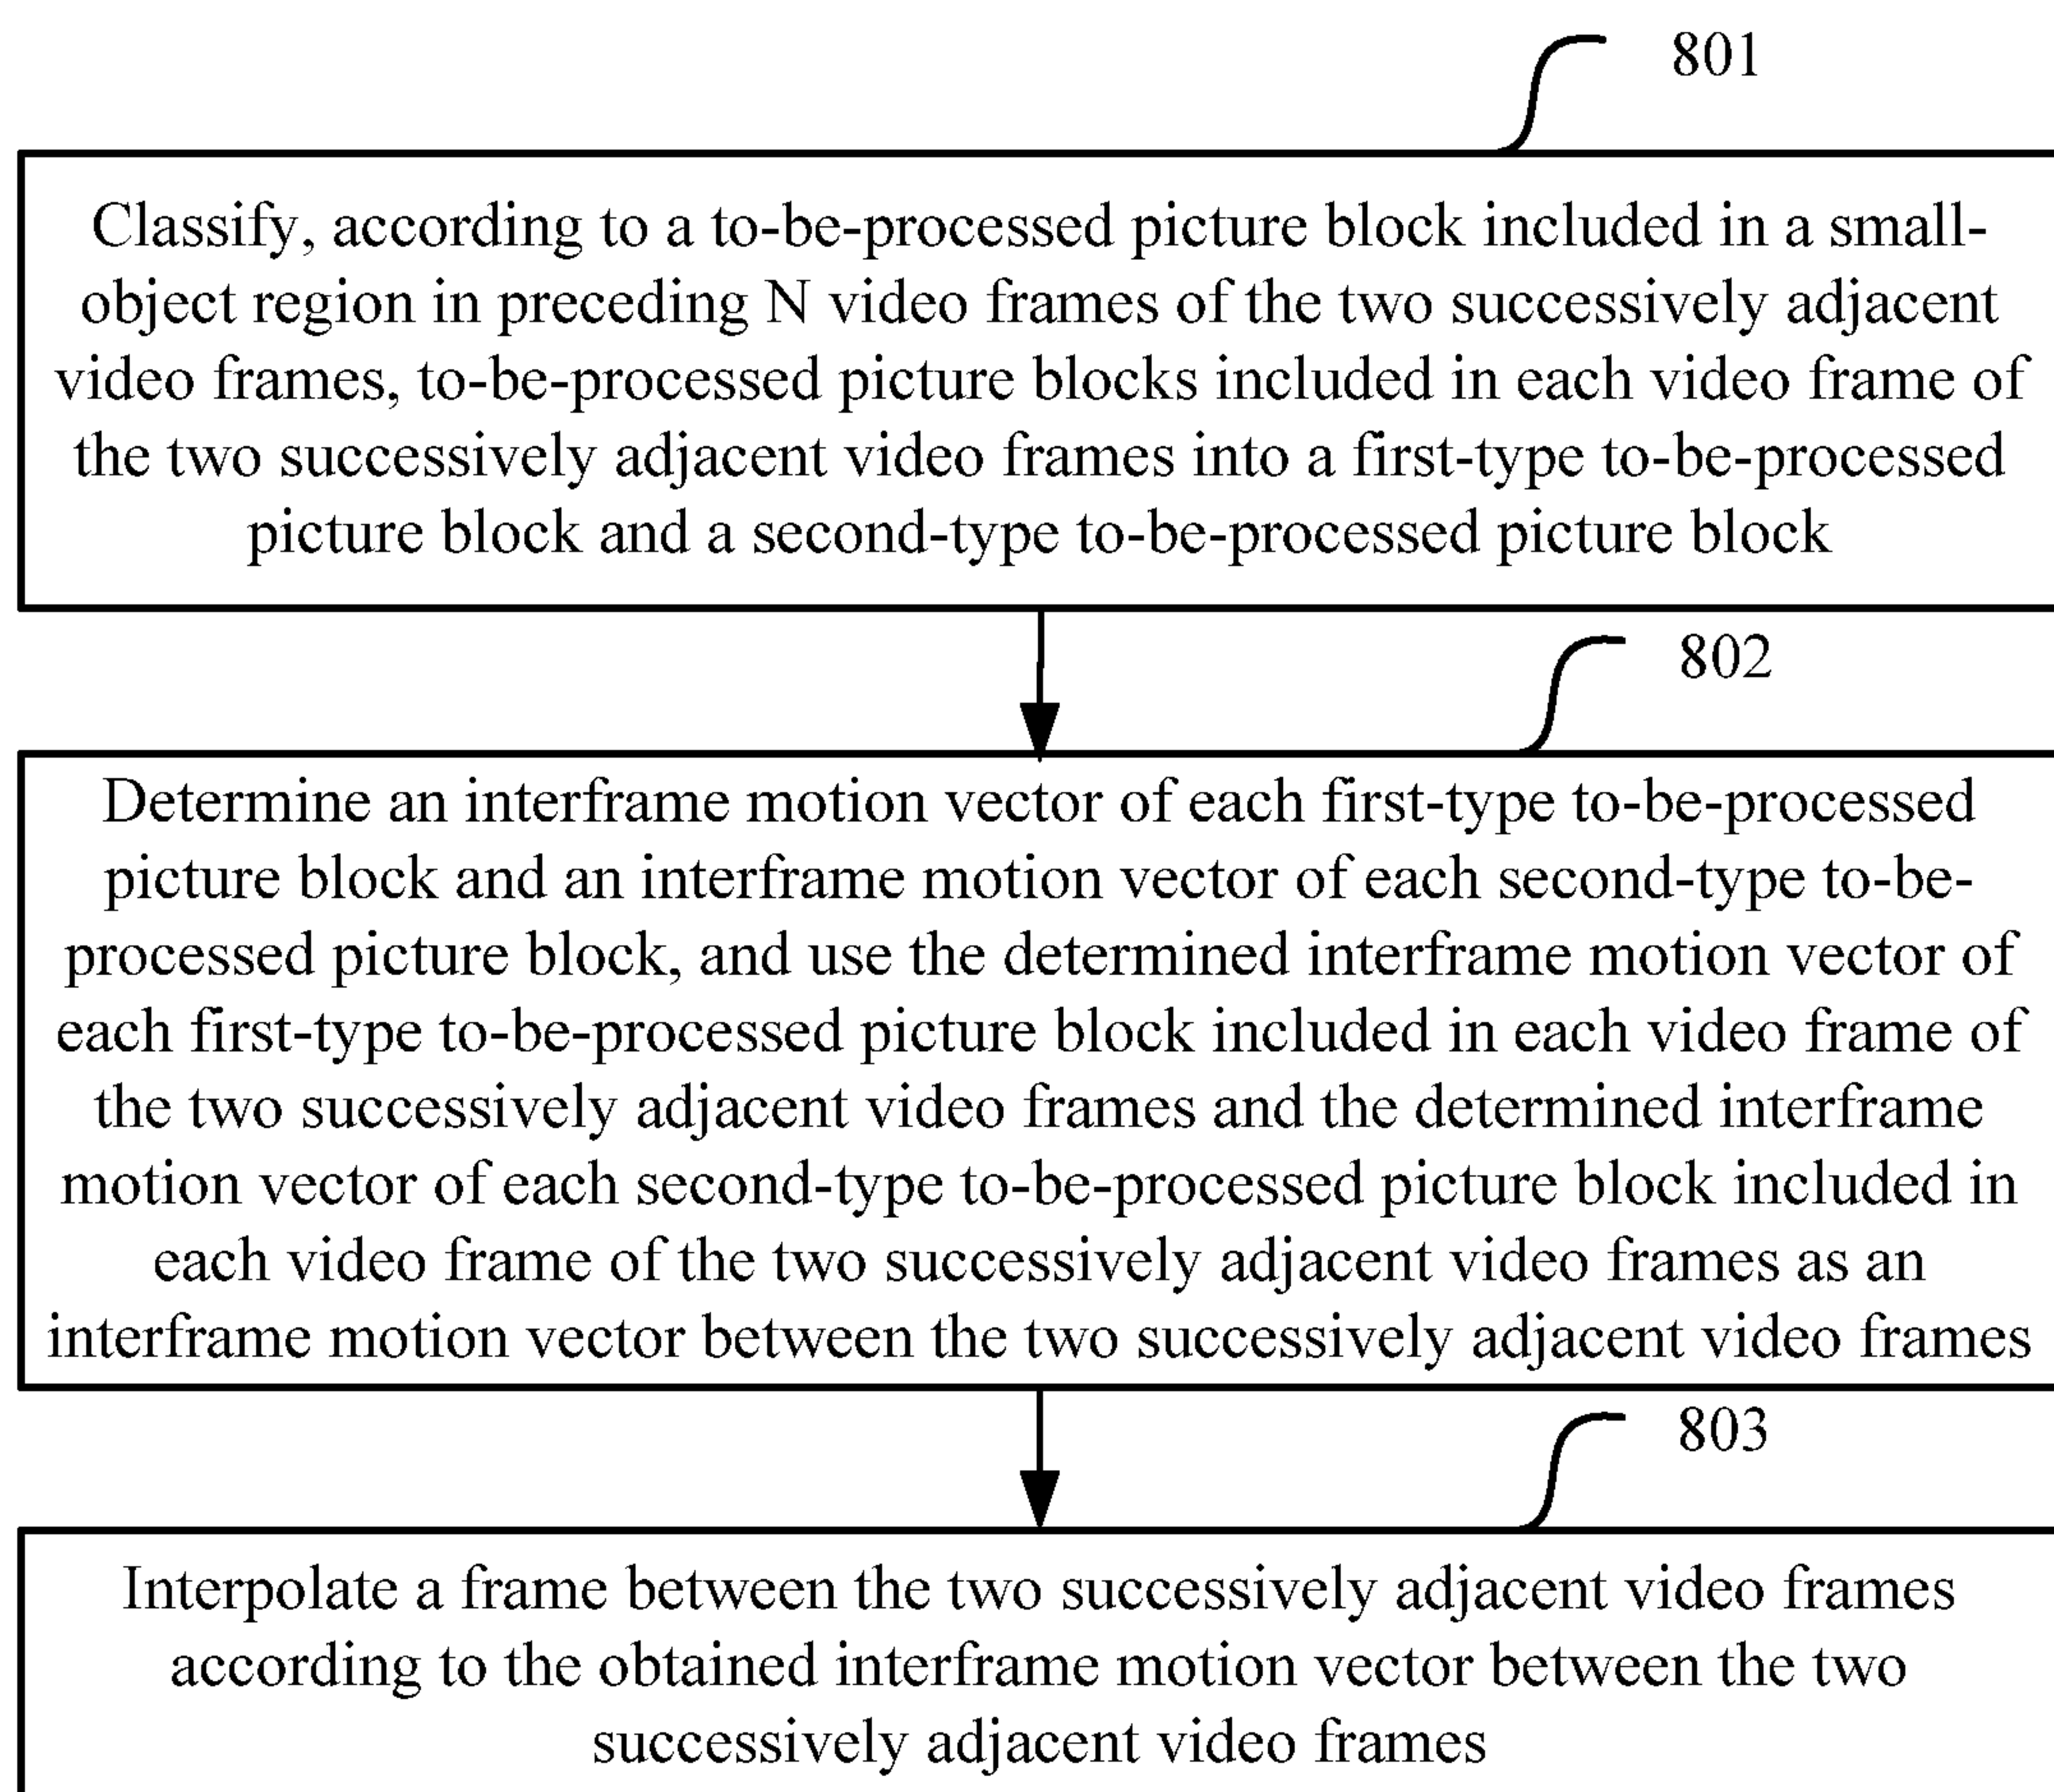 801
Classify, according to a to-be-processed picture block included in a small-
object region in preceding N video frames of the two successively adjacent
video frames, to-be-processed picture blocks included in each video frame of
the two successively adjacent video frames into a first-type to-be-processed
picture block and a second-type to-be-processed picture block
802
Determine an interframe motion vector of each first-type to-be-processed
picture block and an interframe motion vector of each second-type to-be-
processed picture block, and use the determined interframe motion vector of
each first-type to-be-processed picture block included in each video frame of
the two successively adjacent video frames and the determined interframe
motion vector of each second-type to-be-processed picture block included in
each video frame of the two successively adjacent video frames as an
interframe motion vector between the two successively adjacent video frames
803
Interpolate a frame between the two successively adjacent video frames
according to the obtained interframe motion vector between the two
successively adjacent video frames